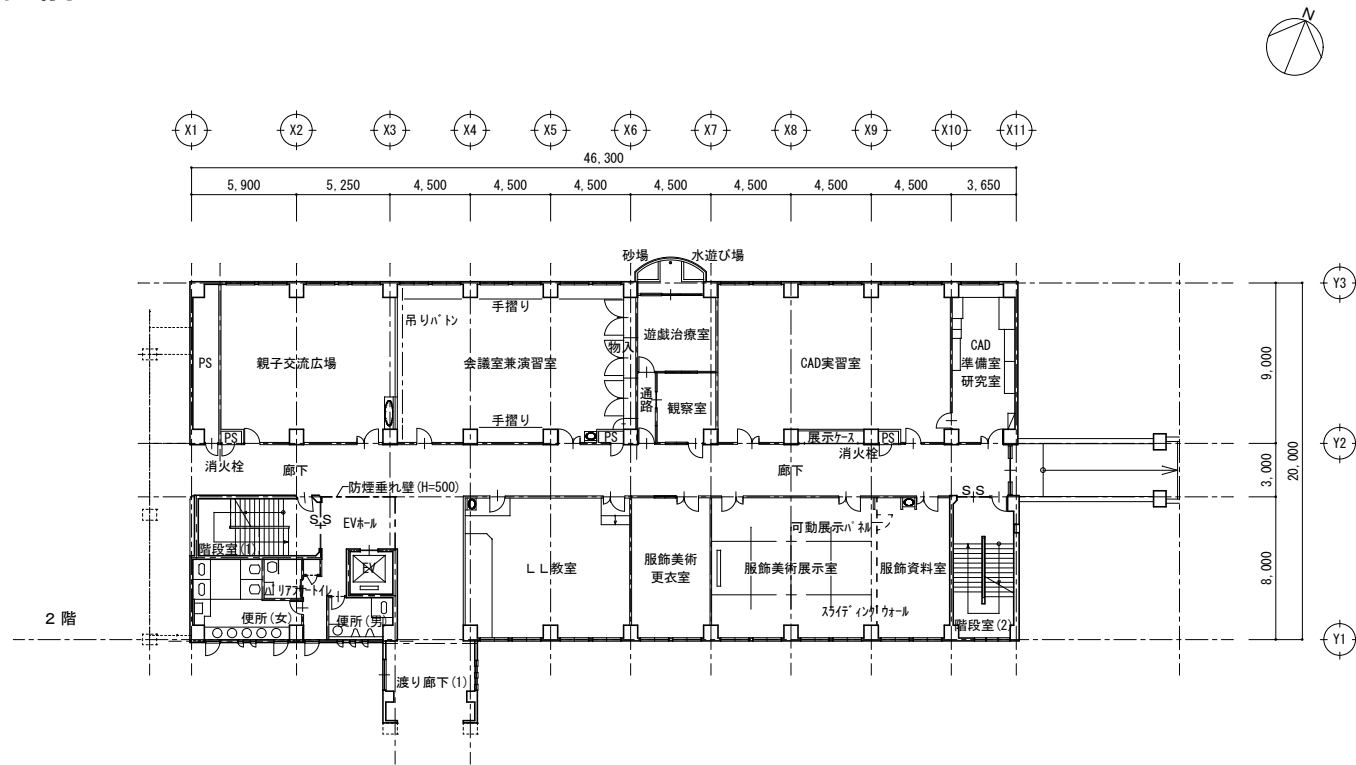 N
X1 X2 X3 X4 X5 X6 X7 X8 X9 X10 X11
46,300
5,900 5,250 4,500 4,500 4,500 4,500 4,500 4,500 4,500 3,650
砂場 水遊び場
Y3
手摺り
吊りバトン
遊戯治療室
PS 親子交流広場 会議室兼演習室 物入 CAD実習室
CAD
準備室
研究室
9,000
通路
観察室
手摺り
PS PS 展示ケース PS
Y2
消火栓 消火栓
廊下 廊下
3,000
20,000
防煙垂れ壁(H=500)
SS EVホール
SS
階段室(1)
可動展示パネル
EV
バリアフリートイレ
LL教室
服飾美術
更衣室
服飾美術展示室 服飾資料室
8,000
便所(女) 便所(男)
スライディングウォール
階段室(2)
2階
Y1
渡り廊下(1)